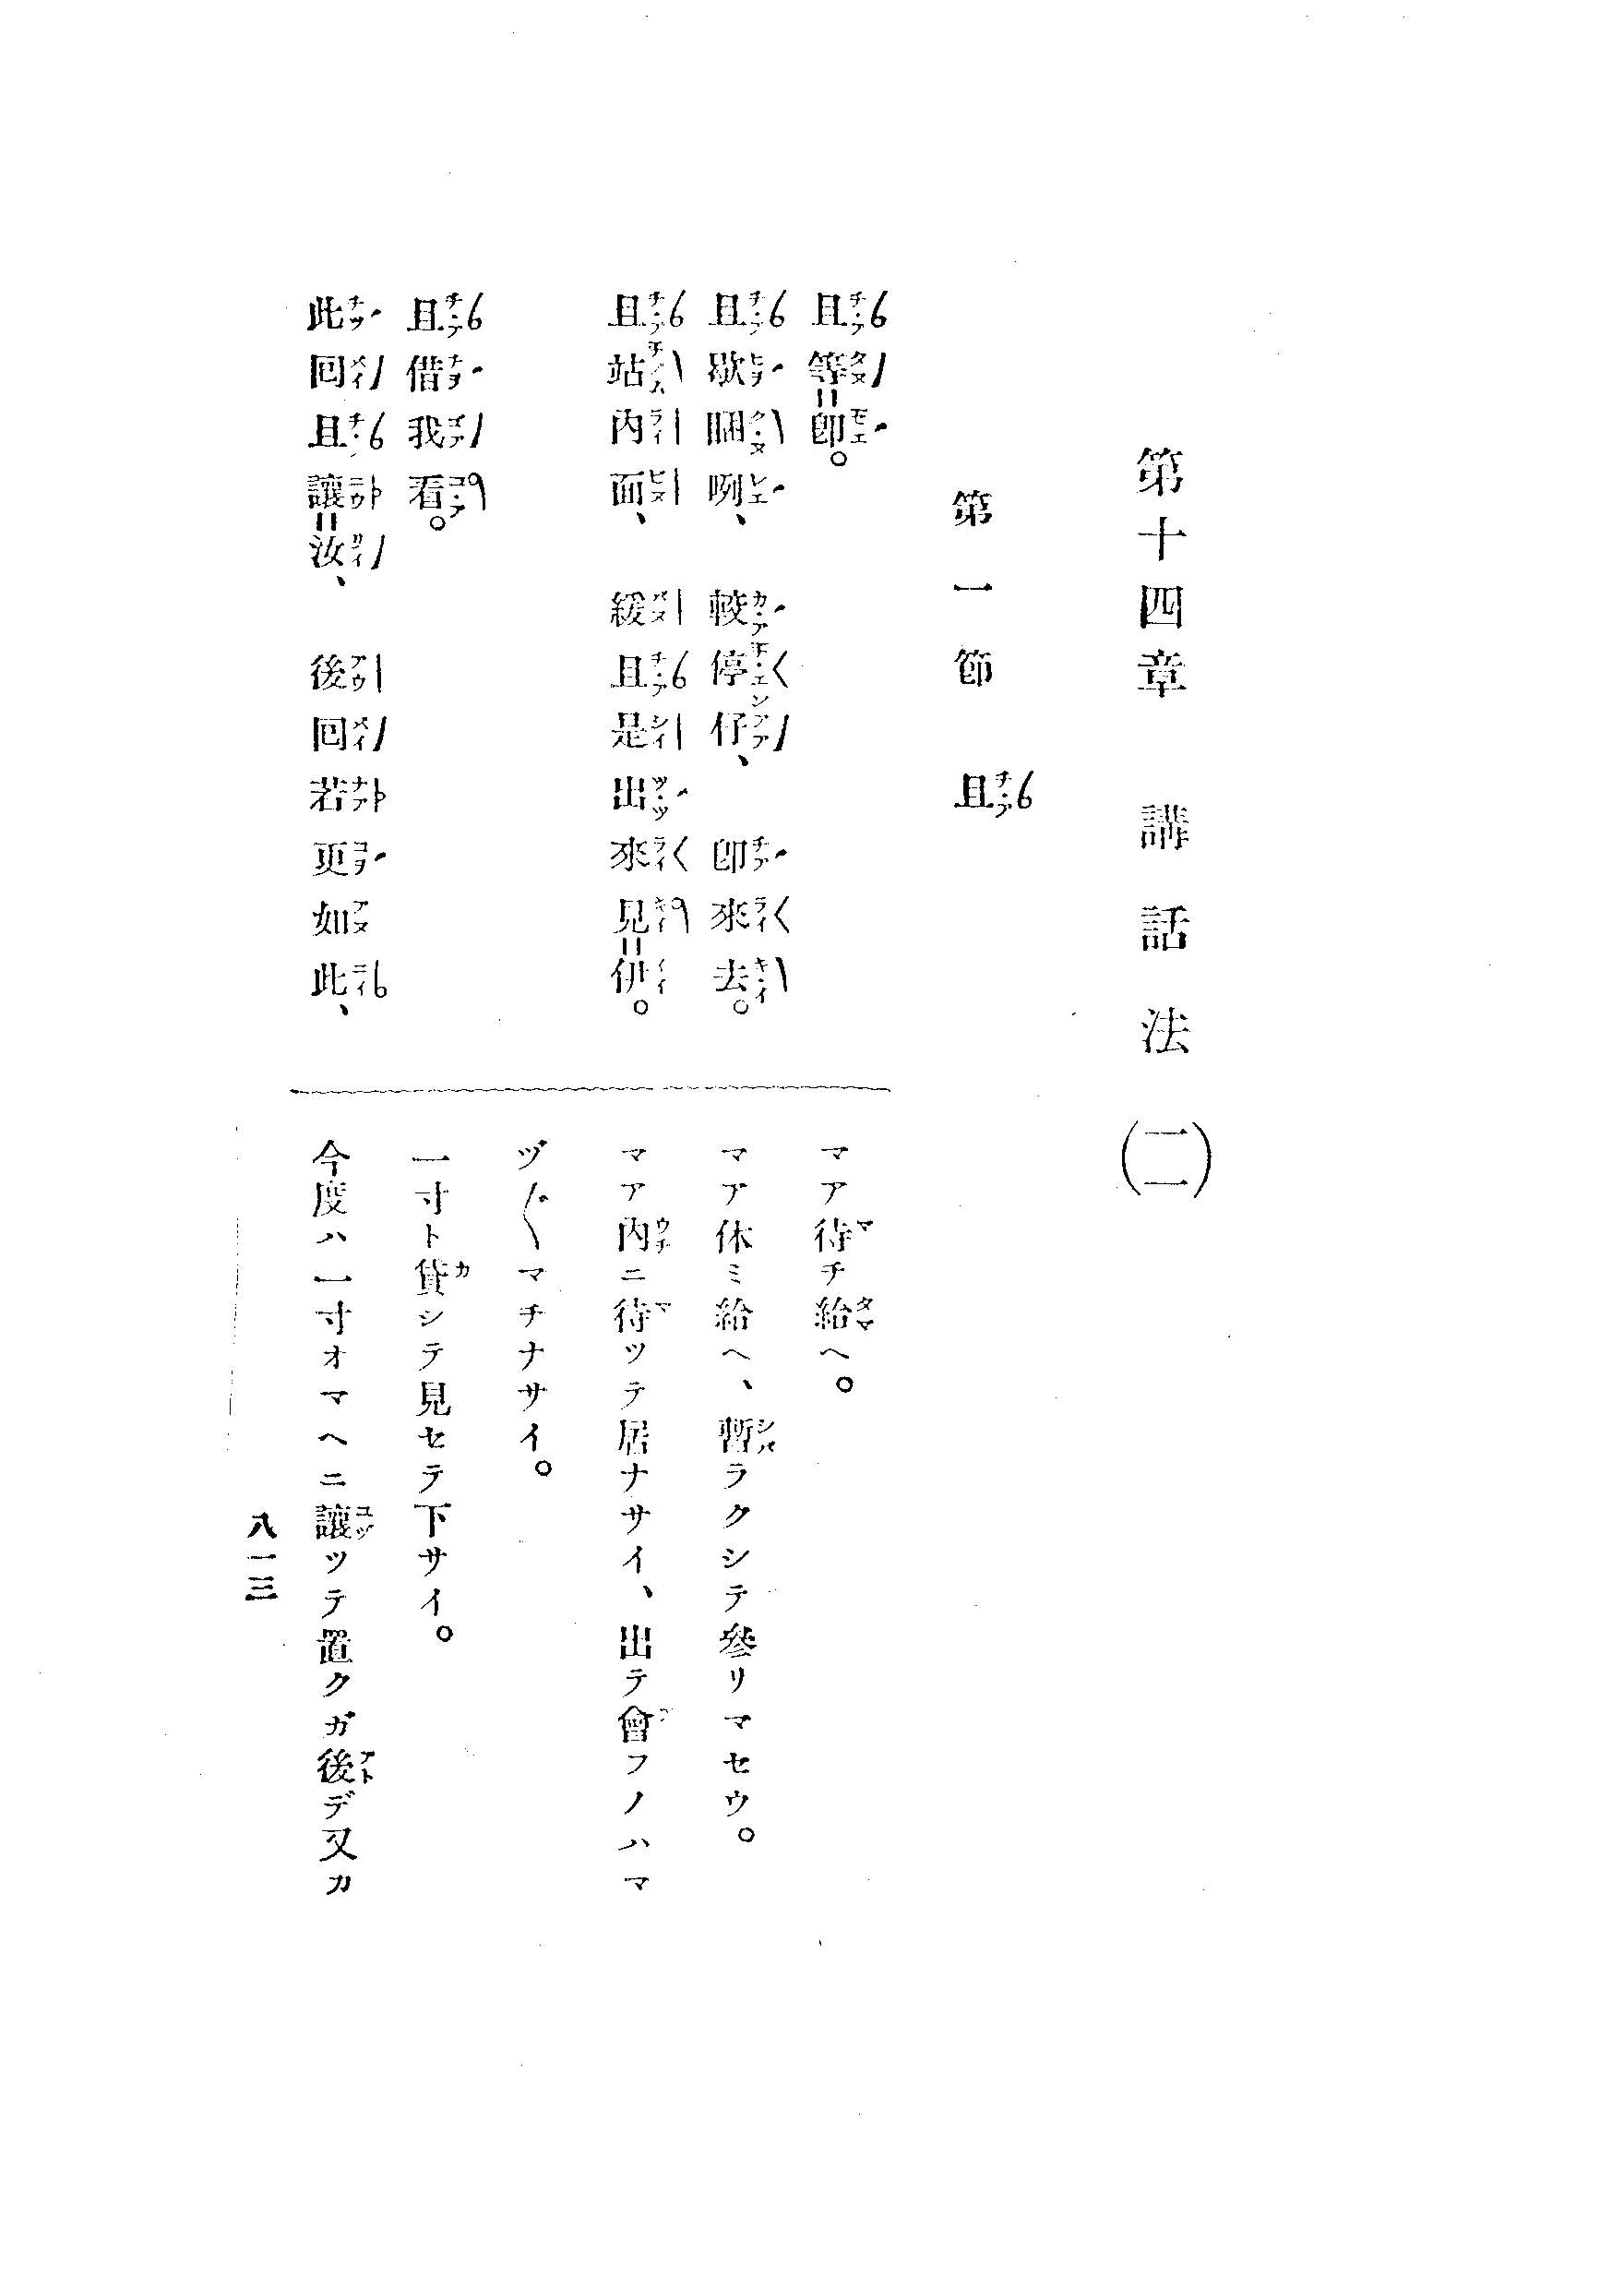 第十四章　講話法(二)
第一節　且
且等=卽。
且歇睏咧、較停仔、卽來去。
且站內面、緩且是出來見=伊。
且借我看。
此回且讓=汝、後回若更如此、
マア待チ給ヘ。
マア休ミ給ヘ、暫ラクシテ參リマセウ。
マア內ニ待ツテ居ナサイ、出テ會フノハマ
ヅ〴〵マチナサイ。
一寸ト貸シテ見セテ下サイ。
今度ハ一寸オマヘニ讓ツテ置クガ後デ又カ
八一三